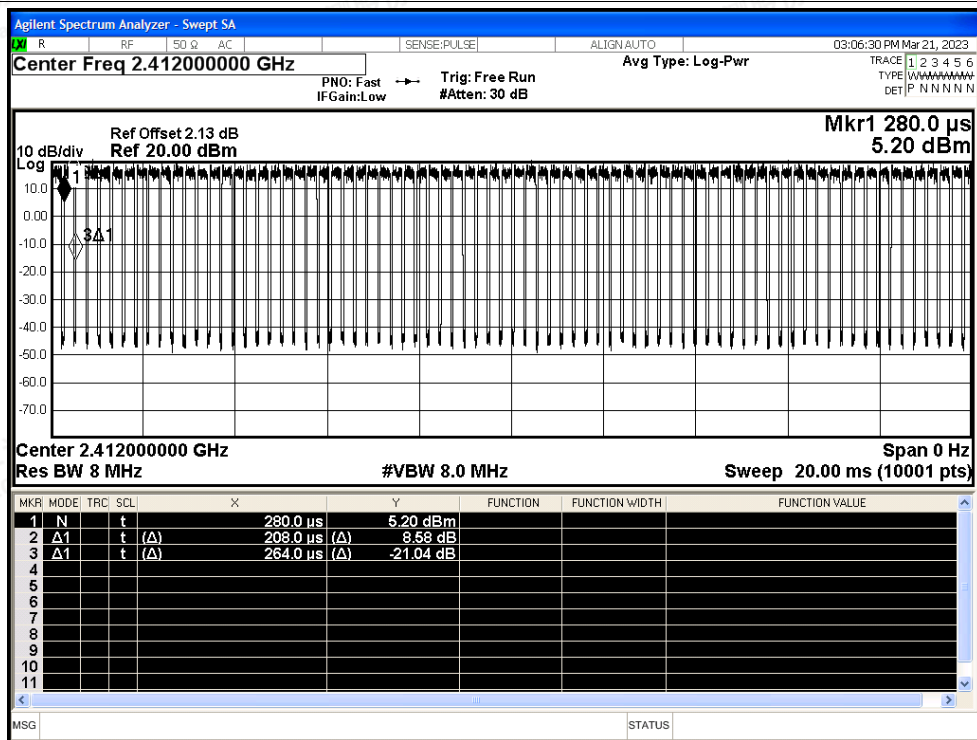 Agilent Spectrum Analyzer - Swept SA
LXI R RF 50 Ω AC SENSE:PULSE ALIGN AUTO 03:06:30 PM Mar 21, 2023
Center Freq 2.412000000 GHz Avg Type: Log-Pwr TRACE 1 2 3 4 5 6
PNO: Fast Trig: Free Run TYPE WWWWWW
IFGain:Low #Atten: 30 dB DET P N N N N N
Mkr1 280.0 µs
5.20 dBm
Ref Offset 2.13 dB
10 dB/div Ref 20.00 dBm
Log
1
10.0
0.00
3Δ1
-10.0
-20.0
-30.0
-40.0
-50.0
-60.0
-70.0
Center 2.412000000 GHz Span 0 Hz
Res BW 8 MHz #VBW 8.0 MHz Sweep 20.00 ms (10001 pts)
MKR MODE TRC SCL X Y FUNCTION FUNCTION WIDTH FUNCTION VALUE
1 N t 280.0 µs 5.20 dBm
2 Δ1 t (Δ) 208.0 µs (Δ) 8.58 dB
3 Δ1 t (Δ) 264.0 µs (Δ) -21.04 dB
4
5
6
7
8
9
10
11
MSG STATUS